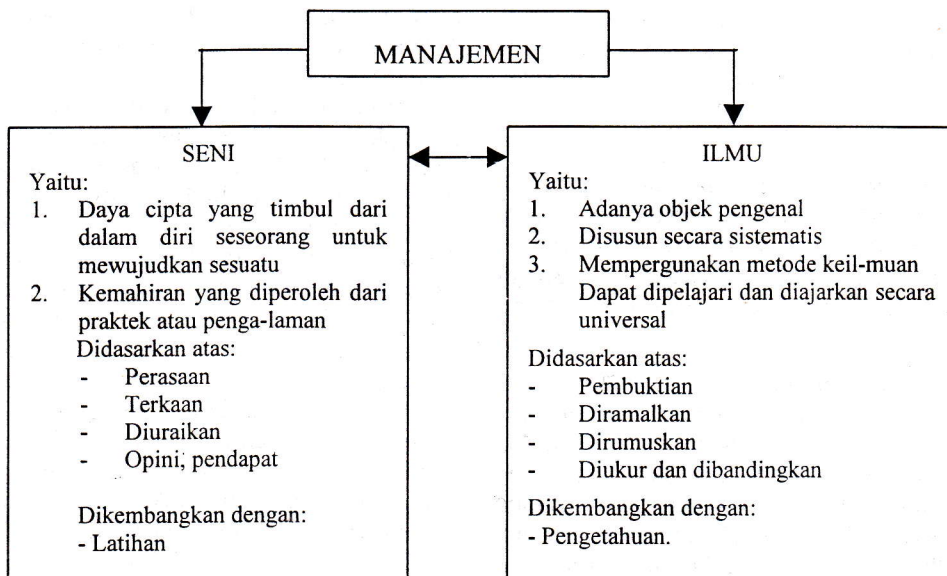 MANAJEMEN
SENI
Yaitu:
1. Daya cipta yang timbul dari
dalam diri seseorang untuk
mewujudkan sesuatu
2. Kemahiran yang diperoleh dari
praktek atau penga-laman
Didasarkan atas:
- Perasaan
- Terkaan
- Diuraikan
- Opini, pendapat
Dikembangkan dengan:
- Latihan
ILMU
Yaitu:
1. Adanya objek pengenal
2. Disusun secara sistematis
3. Mempergunakan metode keil-muan
Dapat dipelajari dan diajarkan secara
universal
Didasarkan atas:
- Pembuktian
- Diramalkan
- Dirumuskan
- Diukur dan dibandingkan
Dikembangkan dengan:
- Pengetahuan.